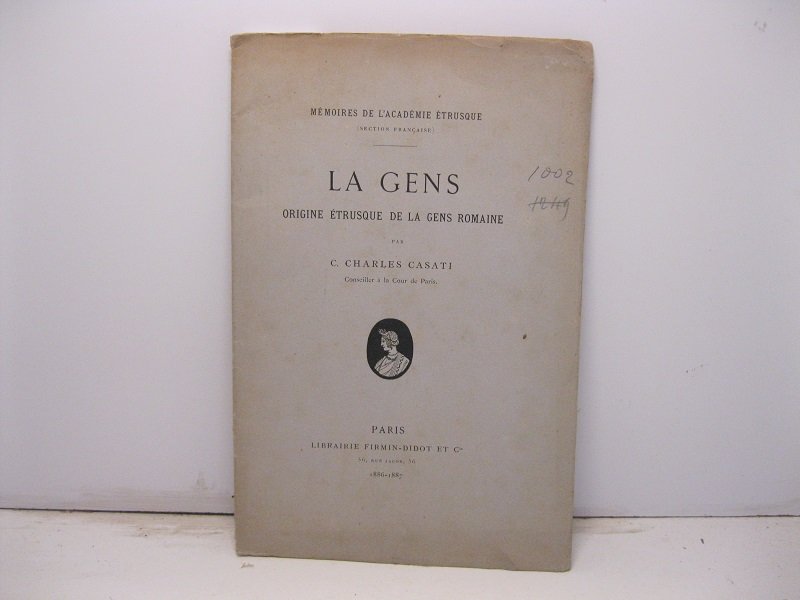 MÉMOIRES DE L'ACADÉMIE ÉTRUSQUE
(SECTION FRANÇAISE)
LA GENS
ORIGINE ÉTRUSQUE DE LA GENS ROMAINE
PAR
C. CHARLES CASATI
Conseiller à la Cour de Paris.
PARIS
LIBRAIRIE FIRMIN-DIDOT ET Cie
56, RUE JACOB, 56
1886-1887
1002